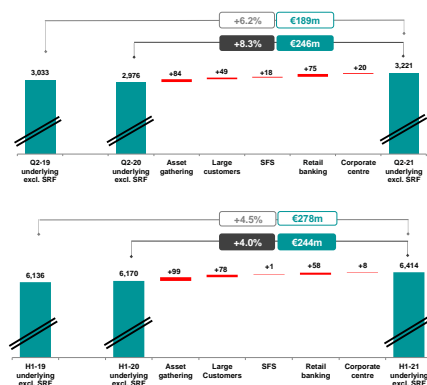 +6.2% €189m
+8.3% €246m
3,033 2,976 +84 +49 +18 +75 +20 3,221
Q2-19 underlying excl. SRF
Q2-20 underlying excl. SRF
Asset gathering
Large customers
SFS
Retail banking
Corporate centre
Q2-21 underlying excl. SRF
+4.5% €278m
+4.0% €244m
6,136 6,170 +99 +78 +1 +58 +8 6,414
H1-19 underlying excl. SRF
H1-20 underlying excl. SRF
Asset gathering
Large Customers
SFS
Retail banking
Corporate centre
H1-21 underlying excl. SRF